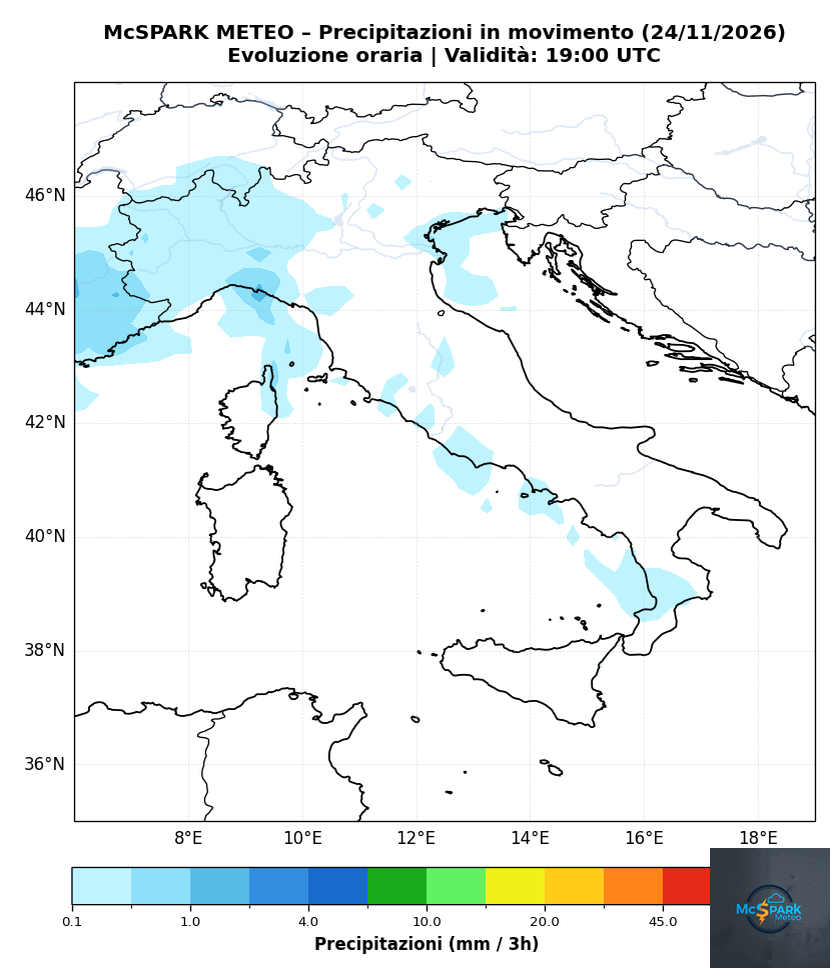 McSPARK METEO – Precipitazioni in movimento (24/11/2026)
Evoluzione oraria | Validità: 19:00 UTC
46°N
44°N
42°N
40°N
38°N
36°N
8°E 10°E 12°E 14°E 16°E 18°E
0.1 1.0 4.0 10.0 20.0 45.0
Precipitazioni (mm / 3h)
McSPARK
Meteo